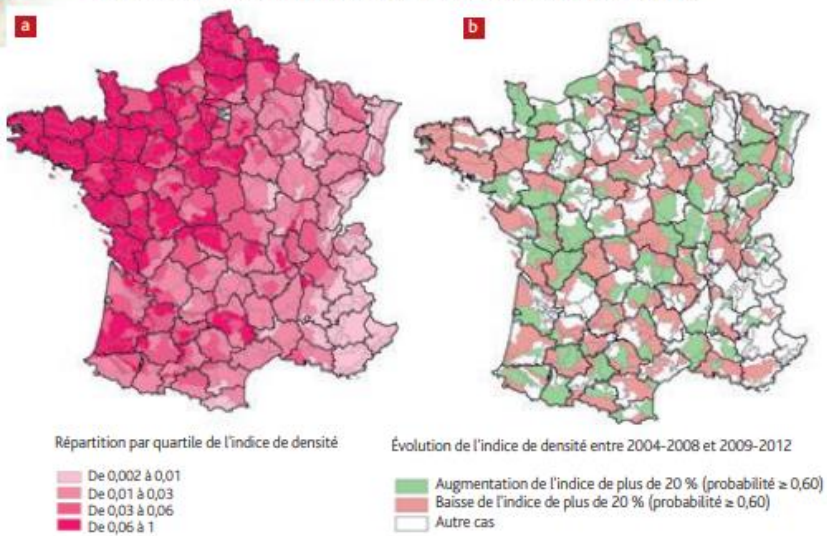 a
b
Répartition par quartile de l'indice de densité
De 0,002 à 0,01
De 0,01 à 0,03
De 0,03 à 0,06
De 0,06 à 1
Évolution de l'indice de densité entre 2004-2008 et 2009-2012
Augmentation de l'indice de plus de 20 % (probabilité ≥ 0,60)
Baisse de l'indice de plus de 20 % (probabilité ≥ 0,60)
Autre cas